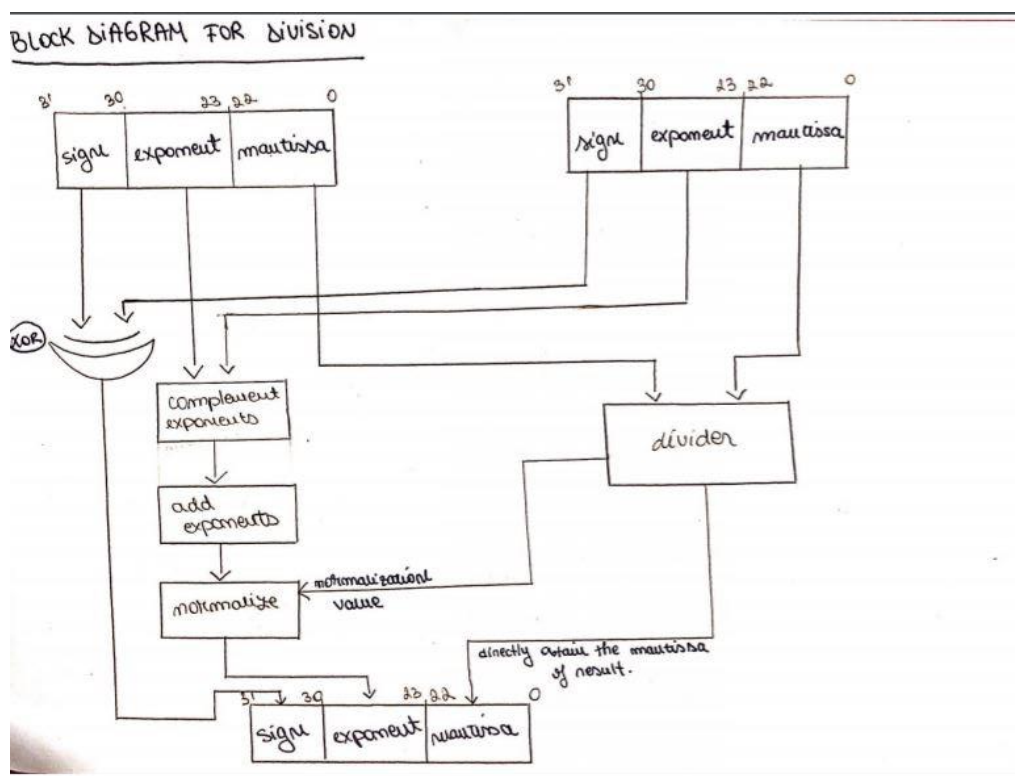 BLOCK DIAGRAM FOR DIVISION
31 30 23 22 0
sign exponent mantissa
31 30 23 22 0
sign exponent mantissa
XOR
complement
exponents
divider
add
exponents
normalize
normalization
value
directly obtain the mantissa
of result.
31 30 23 22 0
sign exponent mantissa